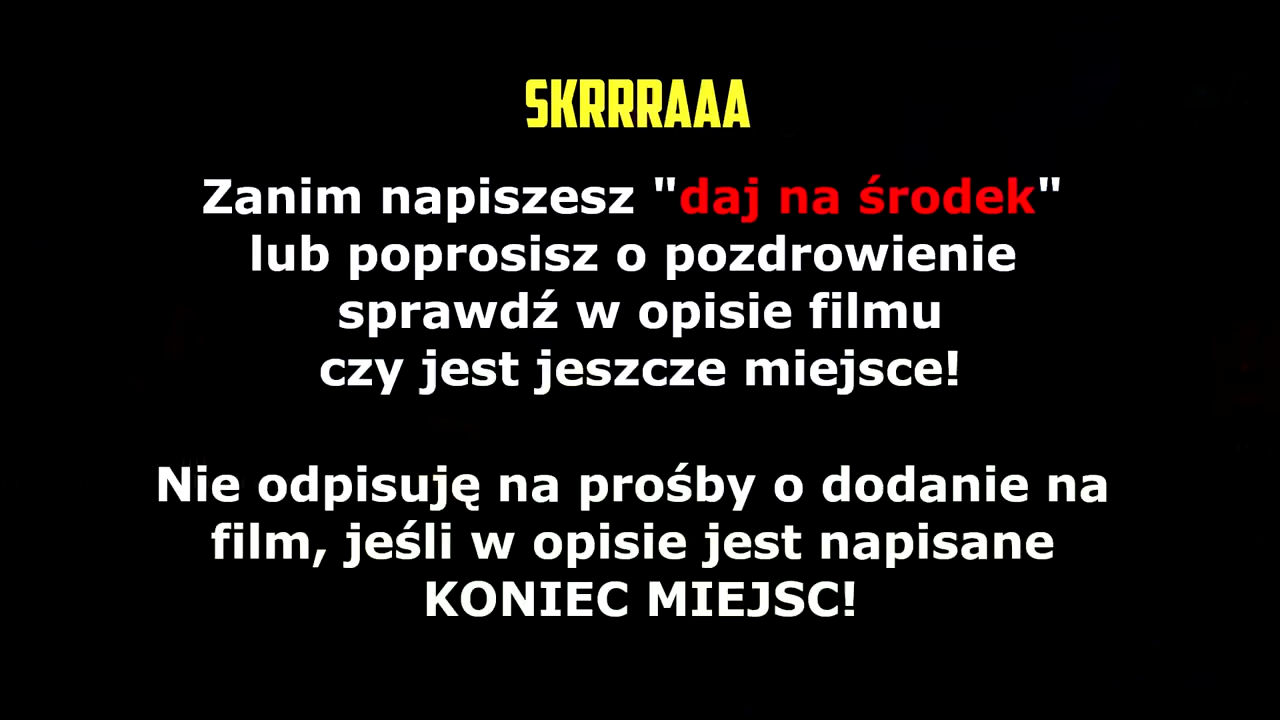 SKRRRAAA
Zanim napiszesz "daj na środek"
lub poprosisz o pozdrowienie
sprawdź w opisie filmu
czy jest jeszcze miejsce!
Nie odpisuję na prośby o dodanie na
film, jeśli w opisie jest napisane
KONIEC MIEJSC!